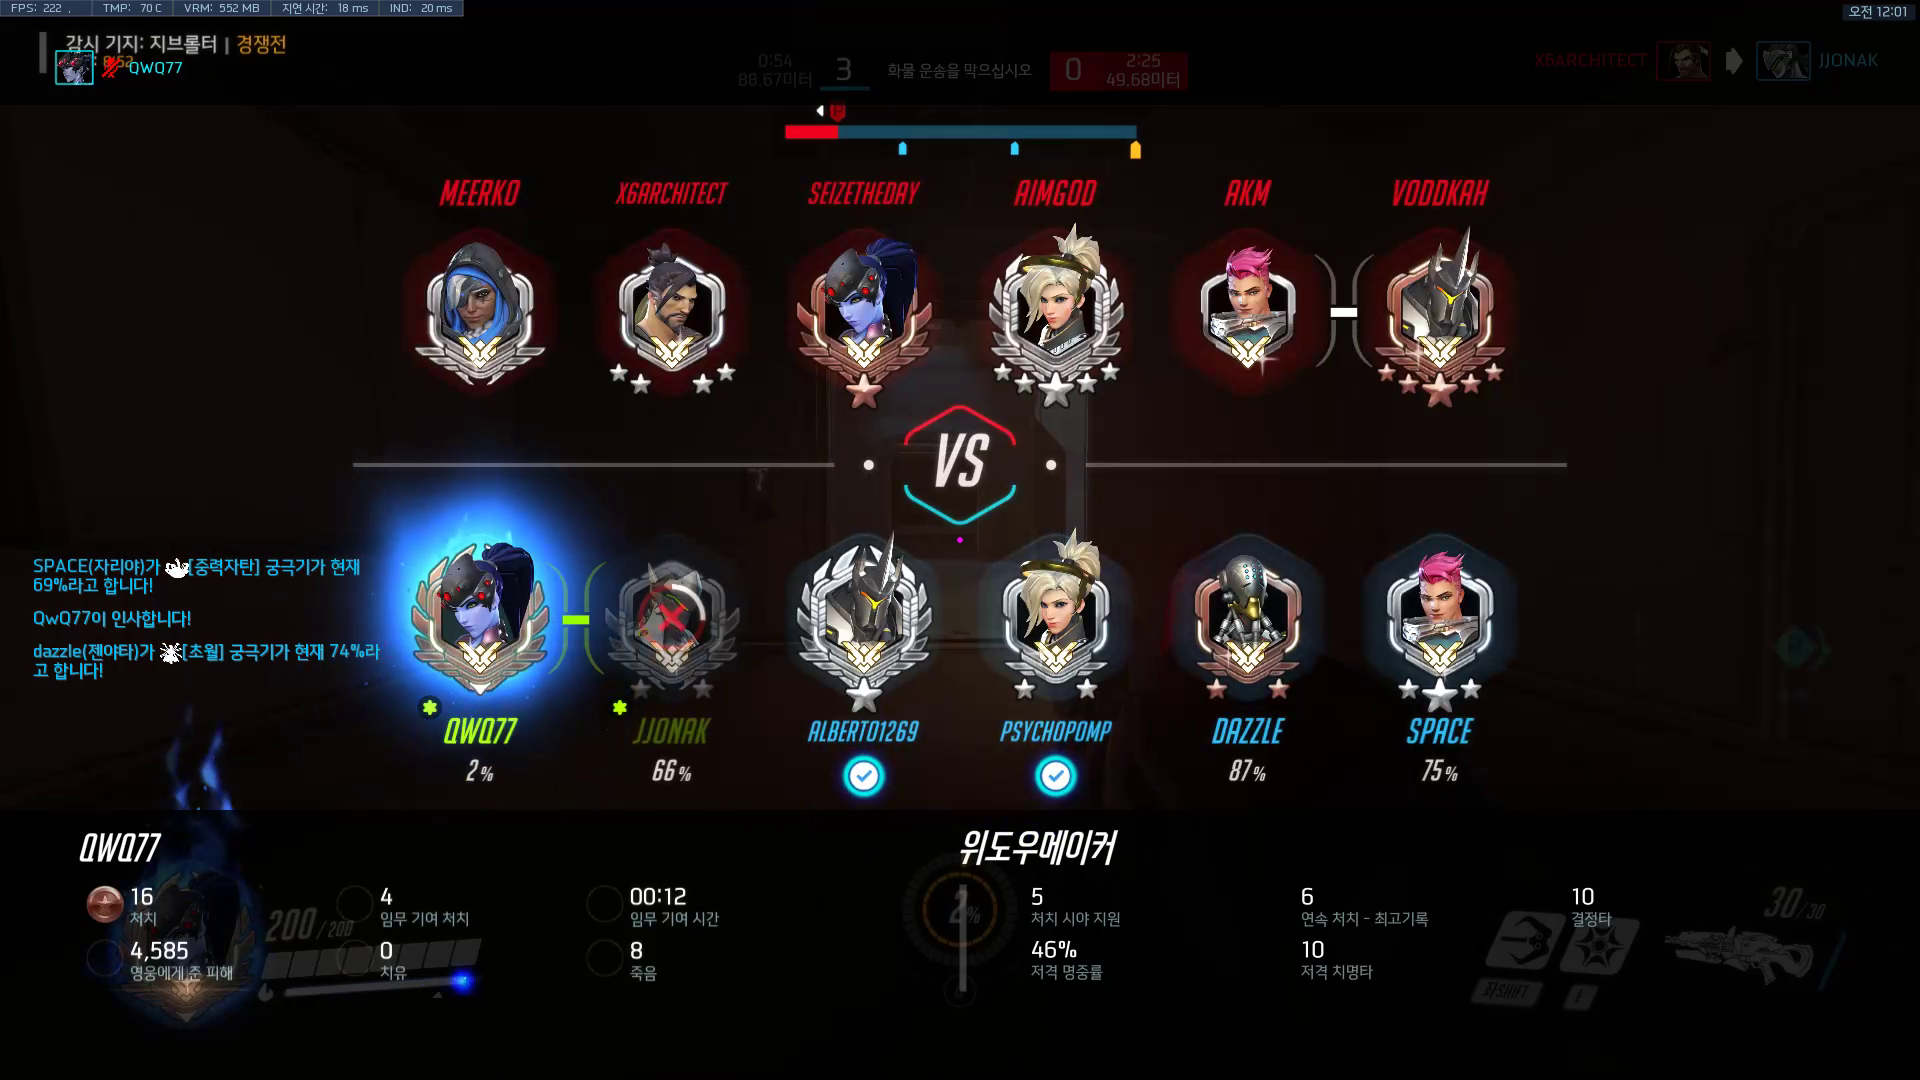 FPS: 222 , TMP: 70 C VRM: 552 MB 지연 시간: 18 ms IND: 20 ms
오전 12:01
감시 기지: 지브롤터 | 경쟁전
QWQ77
0:54
88.67미터
3
화물 운송을 막으십시오
0
2:25
49.68미터
X6ARCHITECT JJONAK
MEERKO X6ARCHITECT SEIZETHEDAY AIMGOD AKM VODDKAH
VS
SPACE(자리야)가 [중력자탄] 궁극기가 현재
69%라고 합니다!
QwQ77이 인사합니다!
dazzle(젠야타)가 [초월] 궁극기가 현재 74%라
고 합니다!
QWQ77 JJONAK ALBERTO1269 PSYCHOPOMP DAZZLE SPACE
2% 66% 87% 75%
QWQ77
위도우메이커
16
처치
4
임무 기여 처치
00:12
임무 기여 시간
5
처치 시야 지원
6
연속 처치 - 최고기록
10
결정타
4,585
영웅에게 준 피해
0
치유
8
죽음
46%
저격 명중률
10
저격 치명타
200/200
2%
30/30